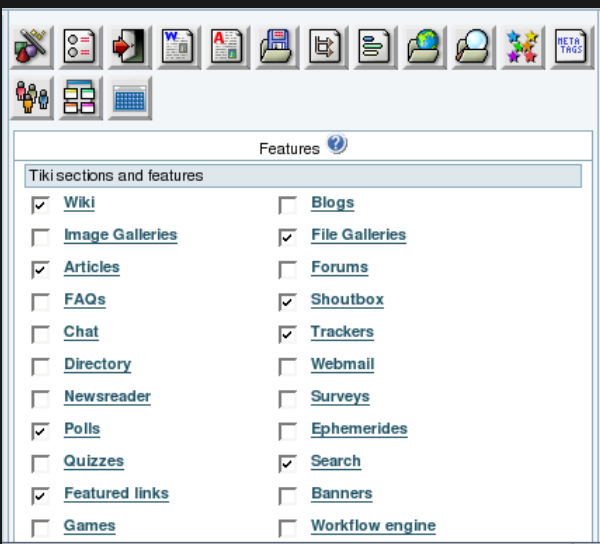 W
A
META
TAGS
Features ?
Tiki sections and features
Wiki Blogs
Image Galleries File Galleries
Articles Forums
FAQs Shoutbox
Chat Trackers
Directory Webmail
Newsreader Surveys
Polls Ephemerides
Quizzes Search
Featured links Banners
Games Workflow engine